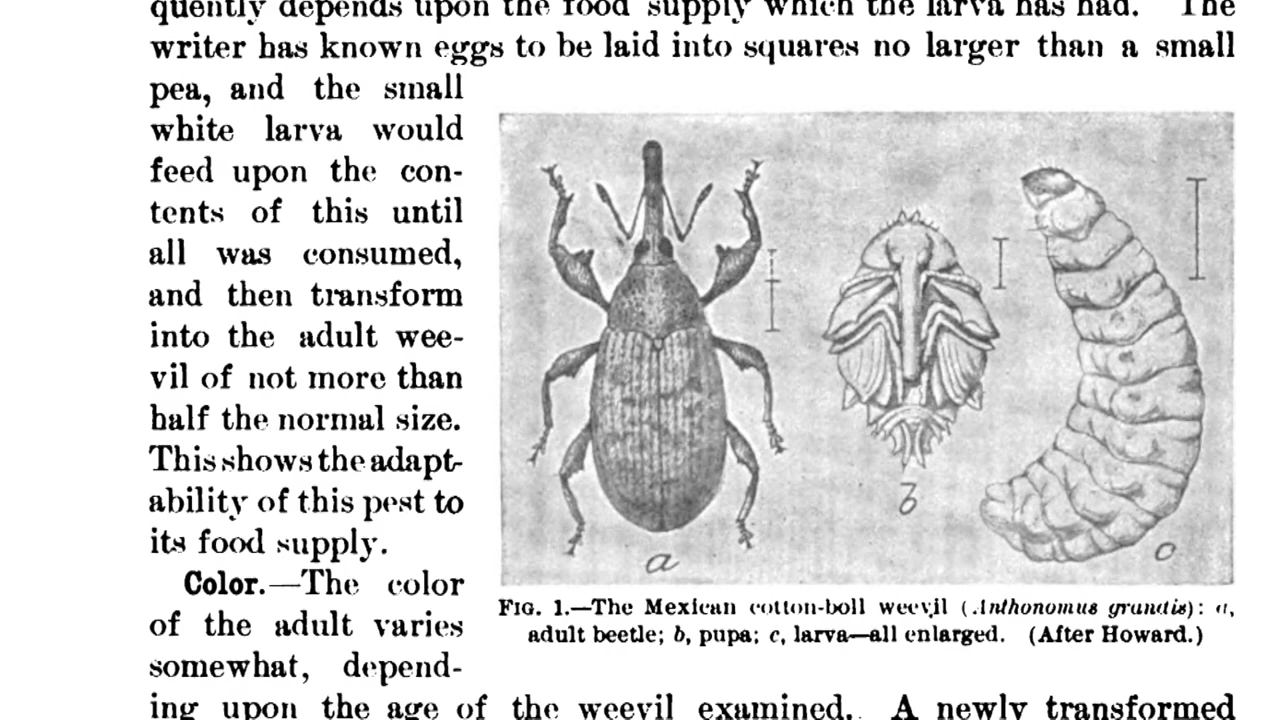 quently depends upon the food supply which the larva has had. The
writer has known eggs to be laid into squares no larger than a small
pea, and the small
white larva would
feed upon the con-
tents of this until
all was consumed,
and then transform
into the adult wee-
vil of not more than
half the normal size.
This shows the adapt-
ability of this pest to
its food supply.
Color.—The color
of the adult varies
somewhat, depend-
a
b
c
FIG. 1.—The Mexican cotton-boll weevil (Anthonomus grandis): a,
adult beetle; b, pupa; c, larva—all enlarged. (After Howard.)
ing upon the age of the weevil examined. A newly transformed